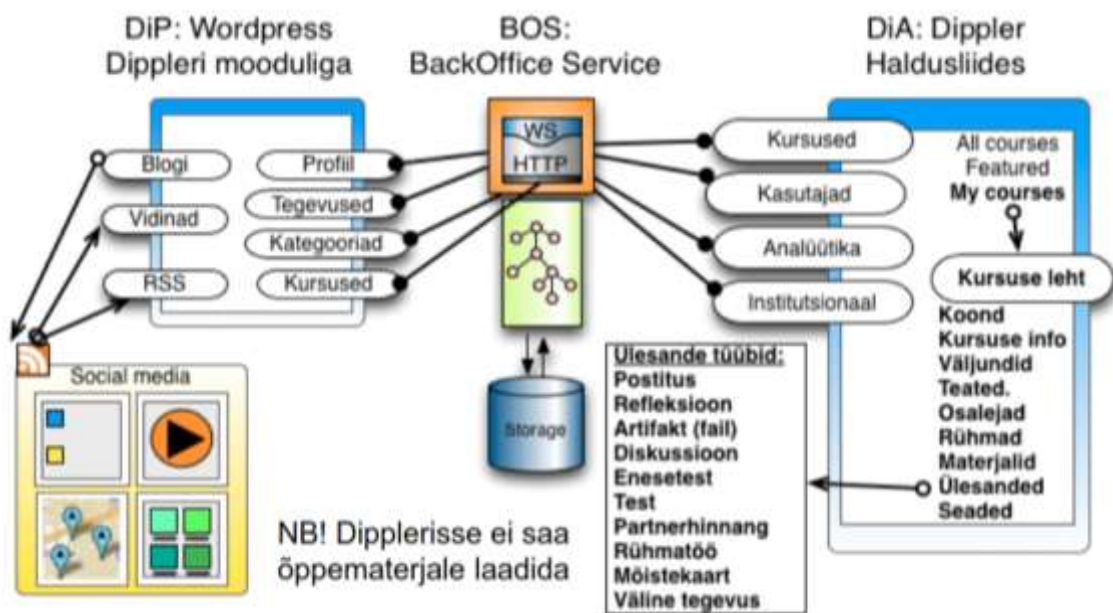 DiP: Wordpress
Dippleri mooduliga
BOS:
BackOffice Service
DiA: Dippler
Haldusliides
Blogi
Vidinad
RSS
Profiil
Tegevused
Kategooriad
Kursused
WS
HTTP
Storage
Kursused
Kasutajad
Analüütika
Institutsionaal
All courses
Featured
My courses
Kursuse leht
Koond
Kursuse info
Väljundid
Teated.
Osalejad
Rühmad
Materjalid
Ülesanded
Seaded
Ülesande tüübid:
Postitus
Refleksioon
Artifakt (fail)
Diskussioon
Enesetest
Test
Partnerhinnang
Rühmatöö
Mõistekaart
Väline tegevus
Social media
NB! Dipplerisse ei saa
õppematerjale laadida